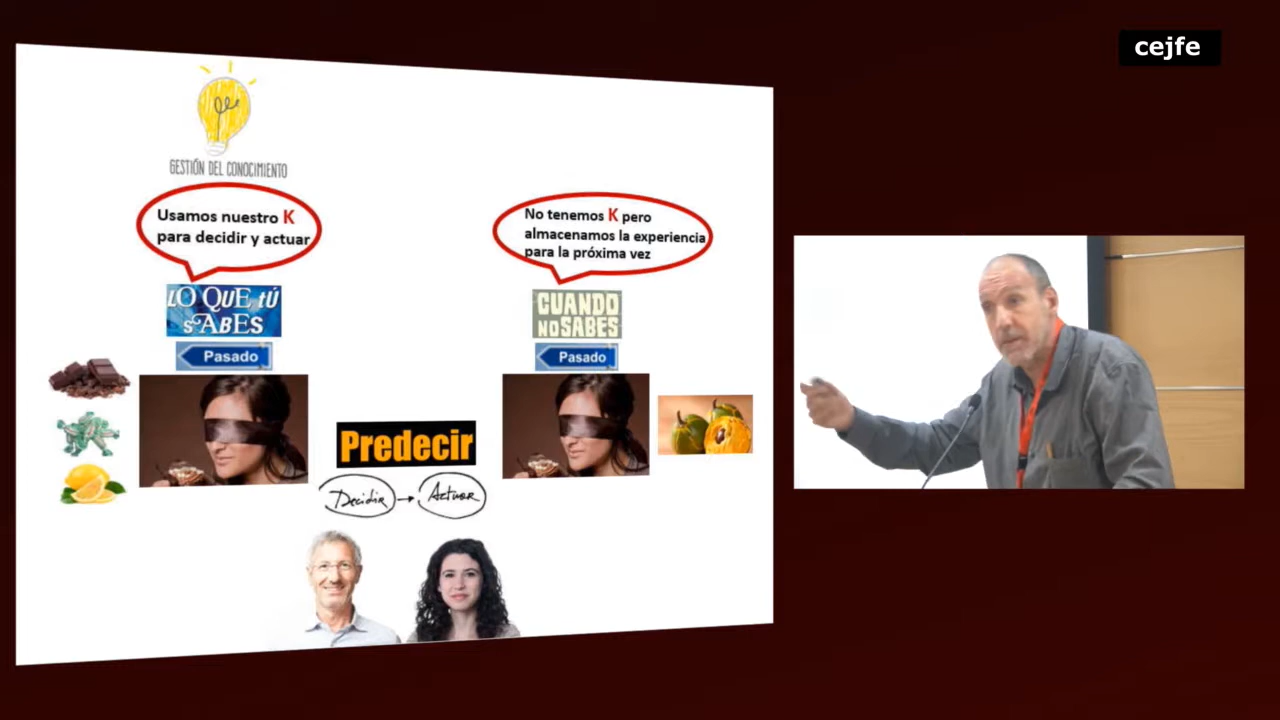 cejfe
GESTIÓN DEL CONOCIMIENTO
Usamos nuestro K
para decidir y actuar
No tenemos K pero
almacenamos la experiencia
para la próxima vez
LO QUE tú
sABEs
CUANDO
NO SABES
Pasado
Pasado
Predecir
Decidir → Actuar